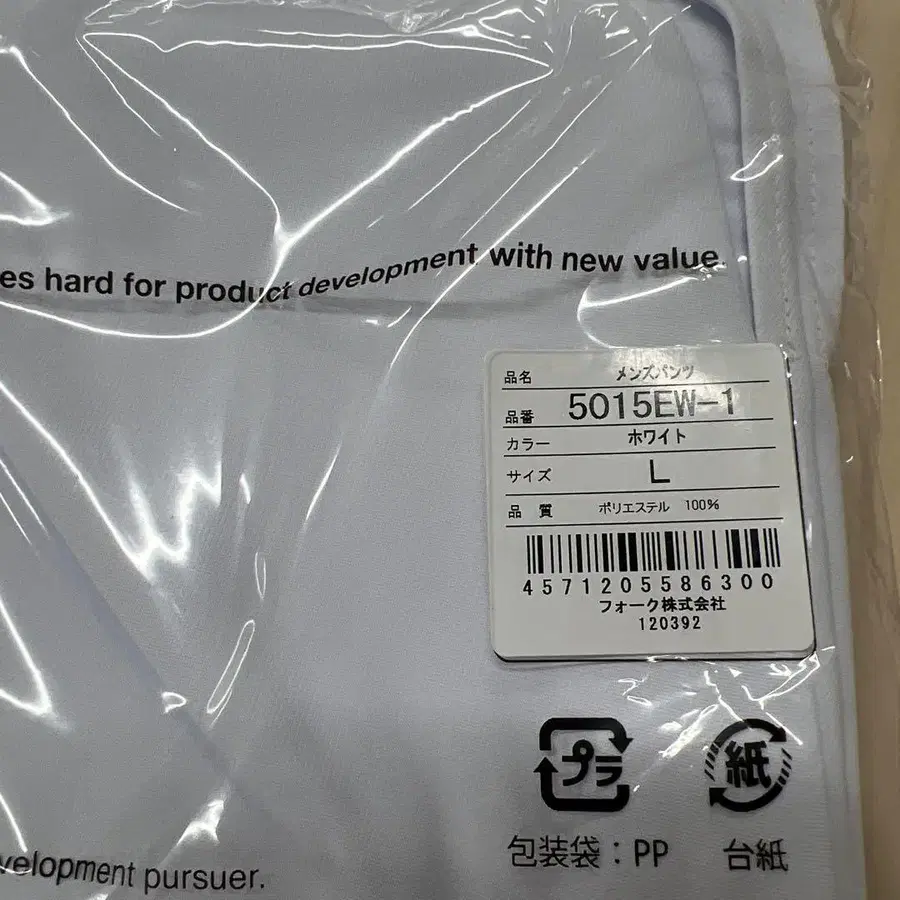 es hard for product development with new value.
品名 メンズパンツ
品番 5015EW-1
カラー ホワイト
サイズ L
品 質 ポリエステル 100%
4571205586300
フォーク株式会社
120392
プラ 紙
包装袋：PP 台紙
velopment pursuer.